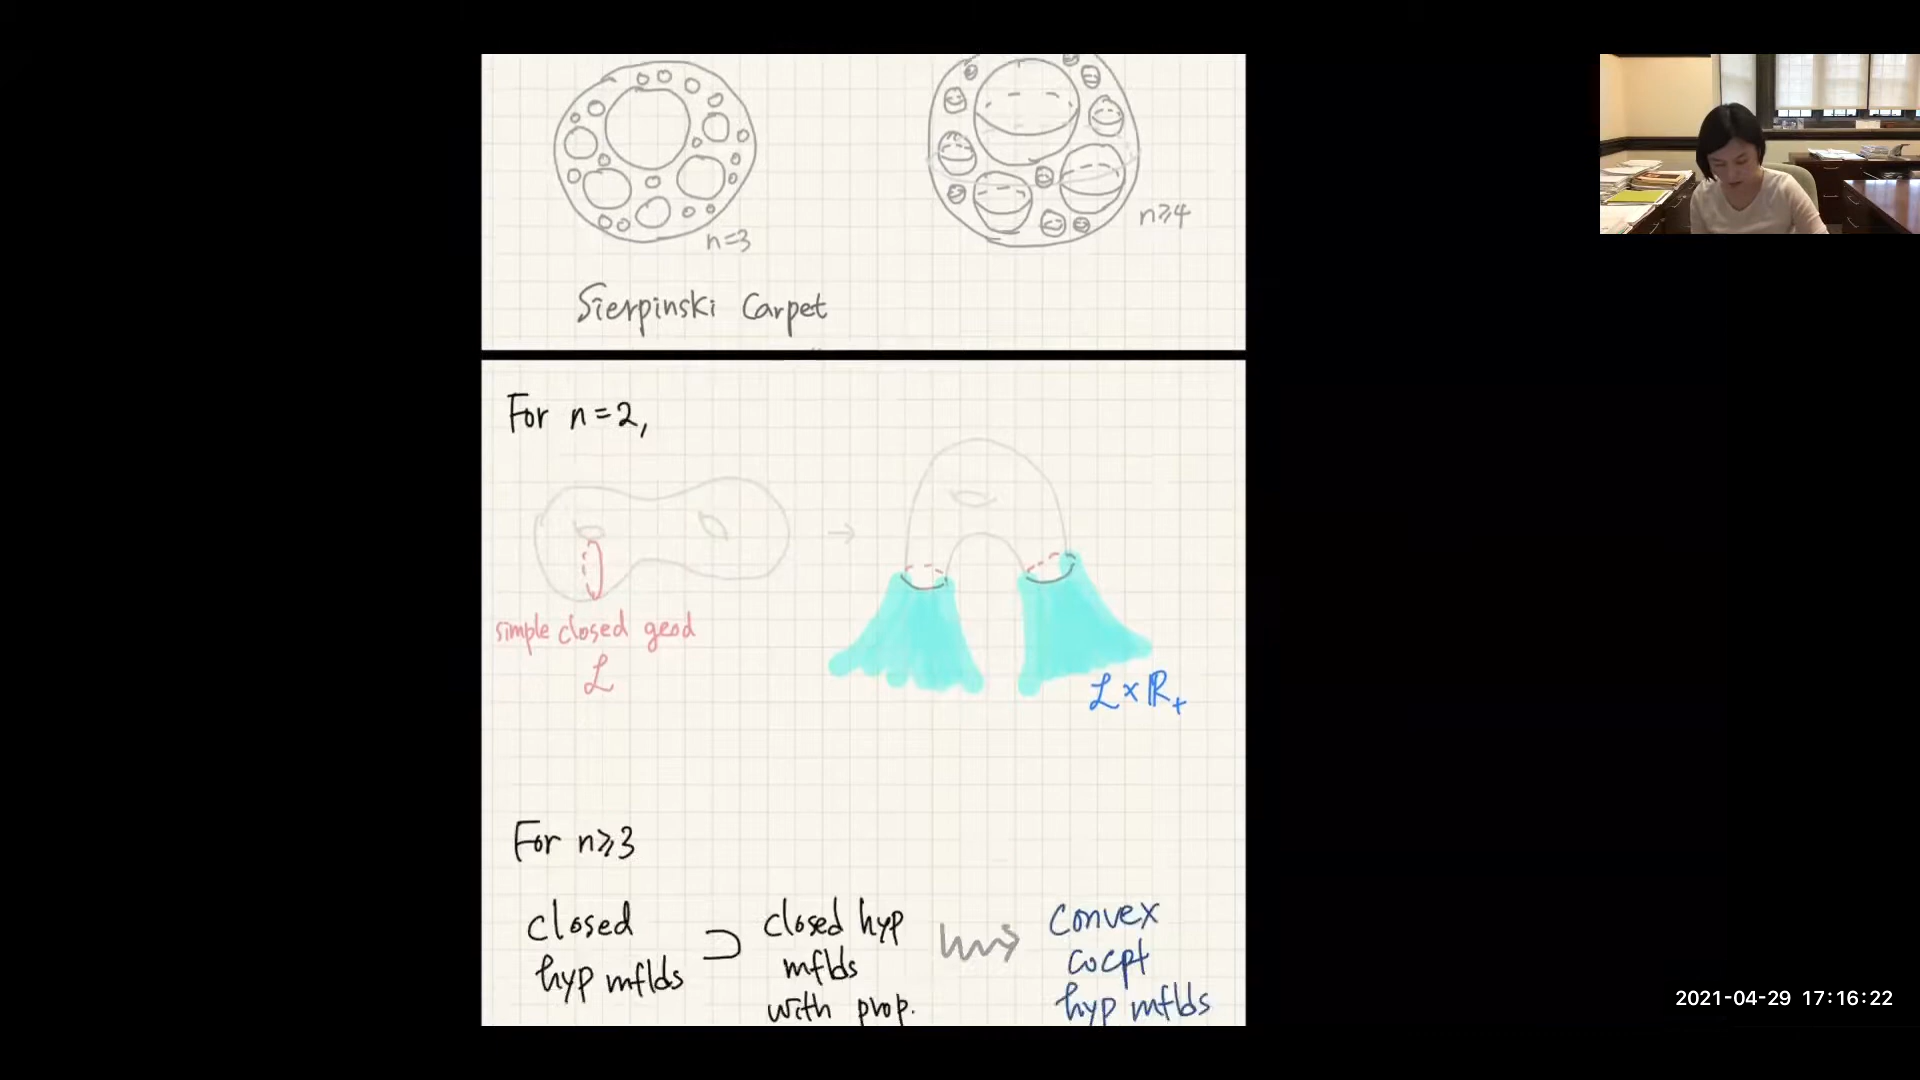 n=3
n⩾4
Sierpinski Carpet
For n=2,
simple closed geod
L
L×R₊
For n⩾3
closed
hyp mflds
⊃
closed hyp
mflds
with prop.
convex
cocpt
hyp mflds
2021-04-29 17:16:22